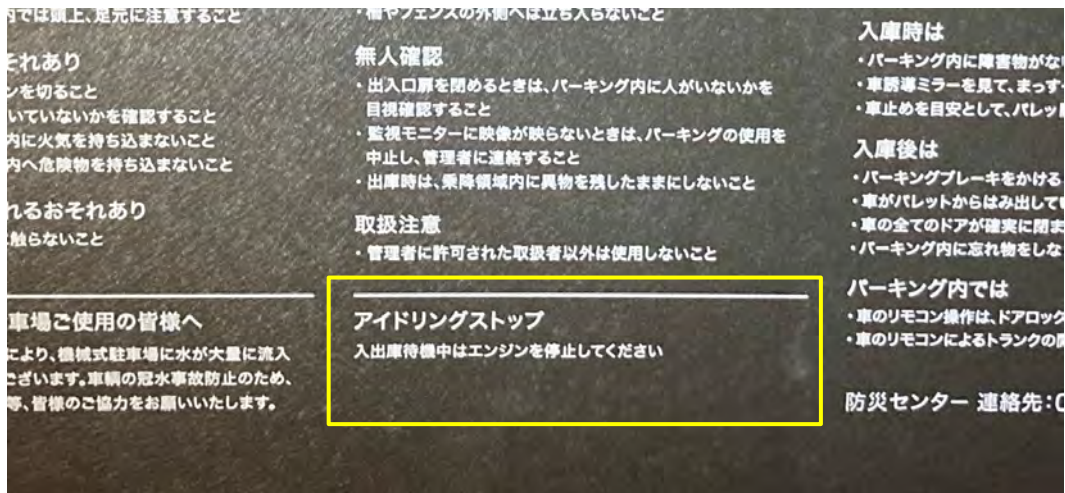 内では頭上、足元に注意すること
それあり
ンを切ること
いていないかを確認すること
内に火気を持ち込まないこと
内へ危険物を持ち込まないこと
れるおそれあり
触らないこと
車場ご使用の皆様へ
により、機械式駐車場に水が大量に流入
ございます。車輌の冠水事故防止のため、
等、皆様のご協力をお願いいたします。
・柵やフェンスの外側へは立ち入らないこと
無人確認
・出入口扉を閉めるときは、パーキング内に人がいないかを
目視確認すること
・監視モニターに映像が映らないときは、パーキングの使用を
中止し、管理者に連絡すること
・出庫時は、乗降領域内に異物を残したままにしないこと
取扱注意
・管理者に許可された取扱者以外は使用しないこと
アイドリングストップ
入出庫待機中はエンジンを停止してください
入庫時は
・パーキング内に障害物がな
・車誘導ミラーを見て、まっす
・車止めを目安として、パレッ
入庫後は
・パーキングブレーキをかける
・車がパレットからはみ出して
・車の全てのドアが確実に閉ま
・パーキング内に忘れ物をしな
パーキング内では
・車のリモコン操作は、ドアロック
・車のリモコンによるトランクの
防災センター 連絡先：